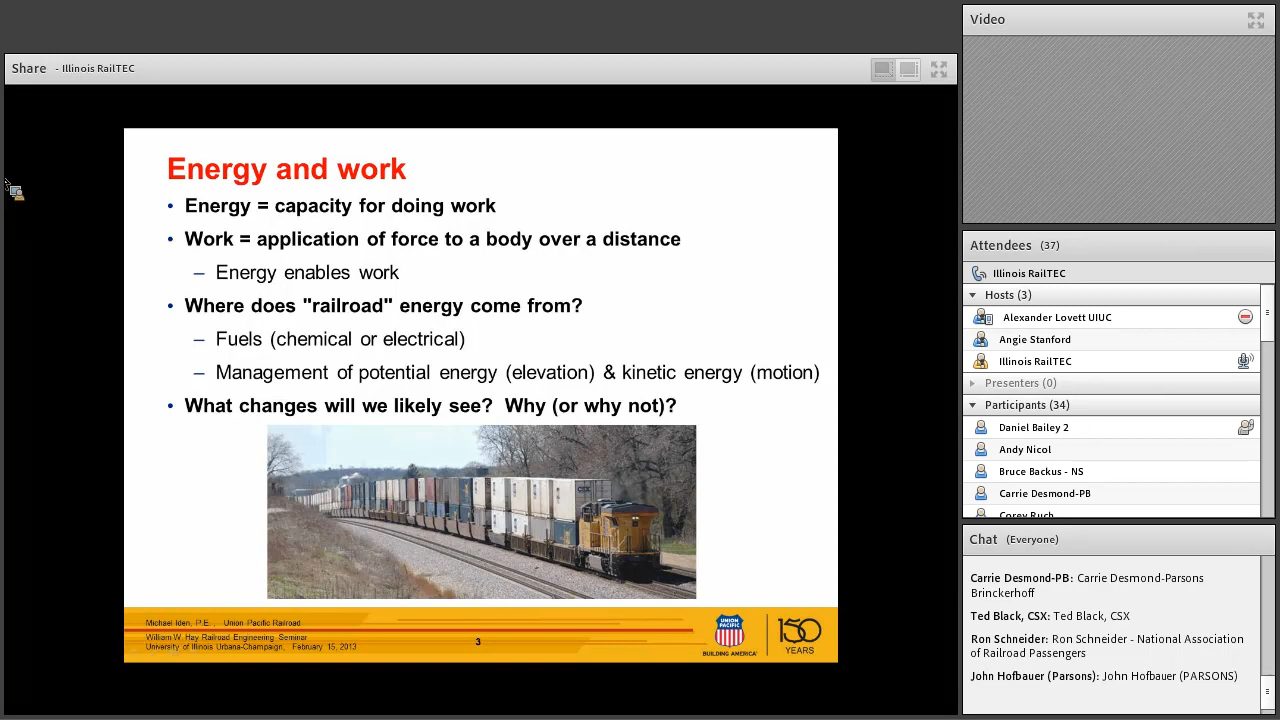 Share - Illinois RailTEC
Energy and work
• Energy = capacity for doing work
• Work = application of force to a body over a distance
– Energy enables work
• Where does "railroad" energy come from?
– Fuels (chemical or electrical)
– Management of potential energy (elevation) & kinetic energy (motion)
• What changes will we likely see? Why (or why not)?
Michael Iden, P.E., Union Pacific Railroad
William W. Hay Railroad Engineering Seminar
University of Illinois Urbana-Champaign, February 15, 2013
3
UNION
PACIFIC
BUILDING AMERICA®
150
YEARS
Video
Attendees (37)
Illinois RailTEC
Hosts (3)
Alexander Lovett UIUC
Angie Stanford
Illinois RailTEC
Presenters (0)
Participants (34)
Daniel Bailey 2
Andy Nicol
Bruce Backus - NS
Carrie Desmond-PB
Corey Ruch
Chat (Everyone)
Carrie Desmond-PB: Carrie Desmond-Parsons
Brinckerhoff
Ted Black, CSX: Ted Black, CSX
Ron Schneider: Ron Schneider - National Association
of Railroad Passengers
John Hofbauer (Parsons): John Hofbauer (PARSONS)